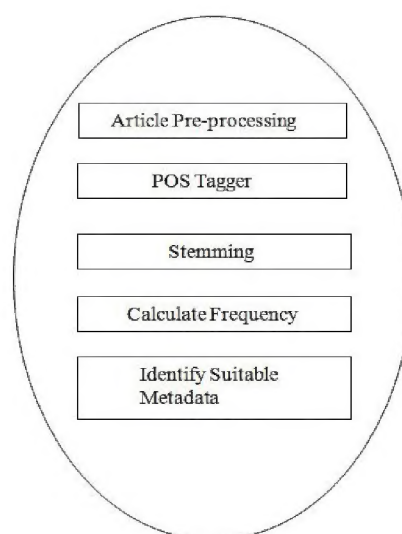 Article Pre-processing
POS Tagger
Stemming
Calculate Frequency
Identify Suitable
Metadata